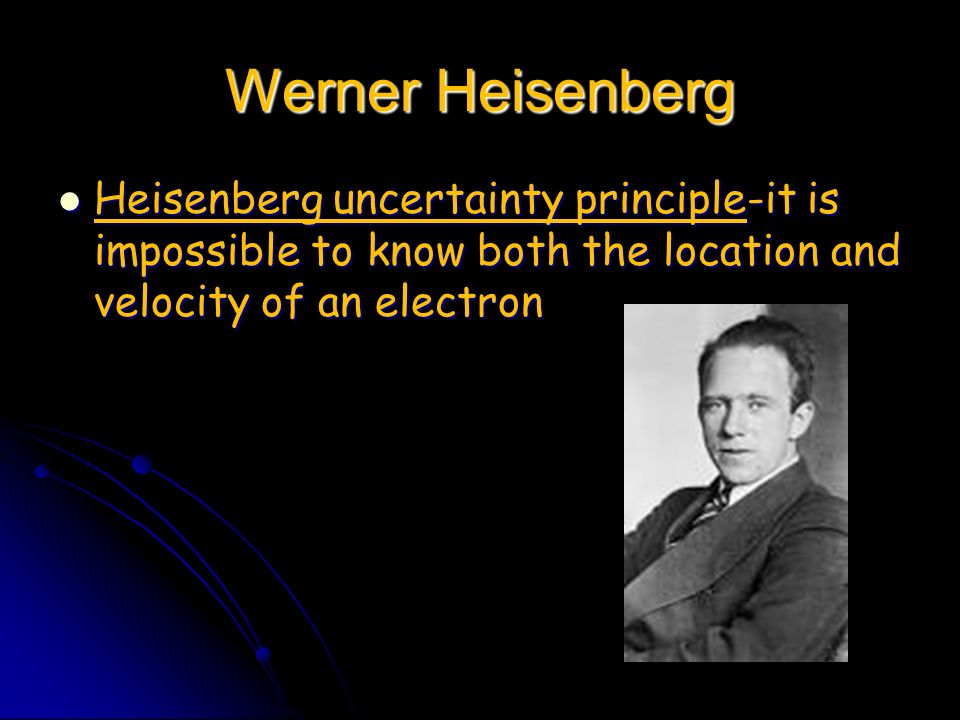 Werner Heisenberg
Heisenberg uncertainty principle-it is
impossible to know both the location and
velocity of an electron